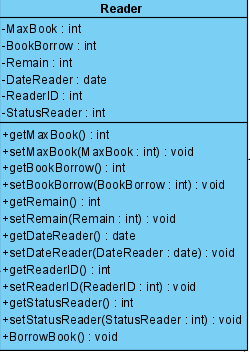 Reader
-MaxBook : int
-BookBorrow : int
-Remain : int
-DateReader : date
-ReaderID : int
-StatusReader : int
+getMaxBook() : int
+setMaxBook(MaxBook : int) : void
+getBookBorrow() : int
+setBookBorrow(BookBorrow : int) : void
+getRemain() : int
+setRemain(Remain : int) : void
+getDateReader() : date
+setDateReader(DateReader : date) : void
+getReaderID() : int
+setReaderID(ReaderID : int) : void
+getStatusReader() : int
+setStatusReader(StatusReader : int) : void
+BorrowBook() : void